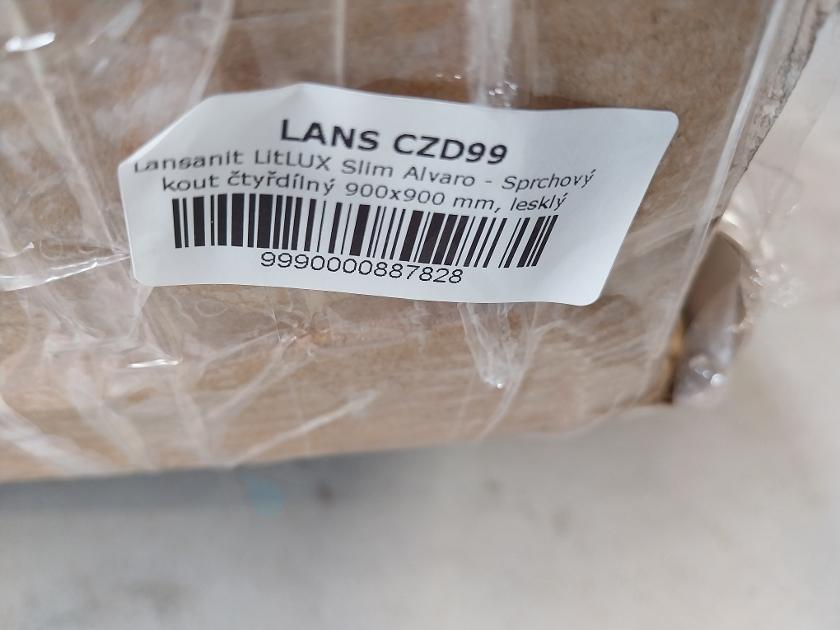 LANS CZD99
Lansanit LitLUX Slim Alvaro - Sprchový
kout čtyřdílný 900x900 mm, lesklý
9990000887828